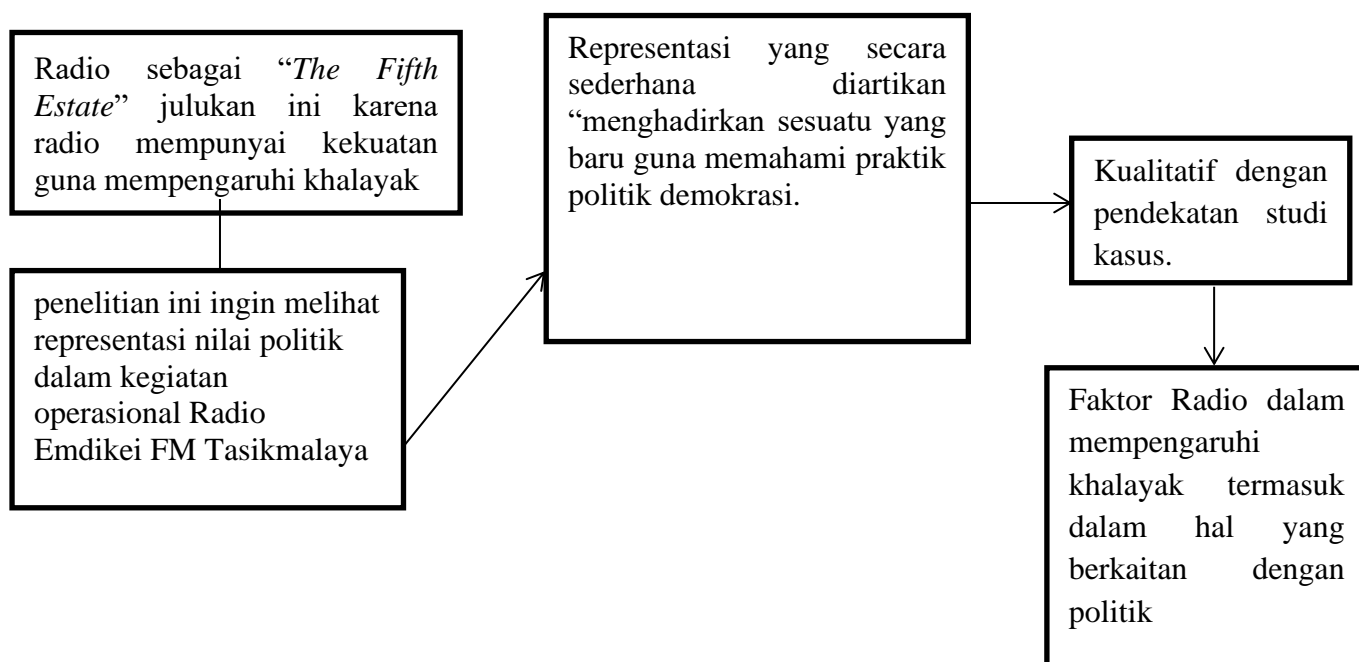 Radio sebagai “The Fifth
Estate” julukan ini karena
radio mempunyai kekuatan
guna mempengaruhi khalayak
penelitian ini ingin melihat
representasi nilai politik
dalam kegiatan
operasional Radio
Emdikei FM Tasikmalaya
Representasi yang secara
sederhana diartikan
“menghadirkan sesuatu yang
baru guna memahami praktik
politik demokrasi.
Kualitatif dengan
pendekatan studi
kasus.
Faktor Radio dalam
mempengaruhi
khalayak termasuk
dalam hal yang
berkaitan dengan
politik